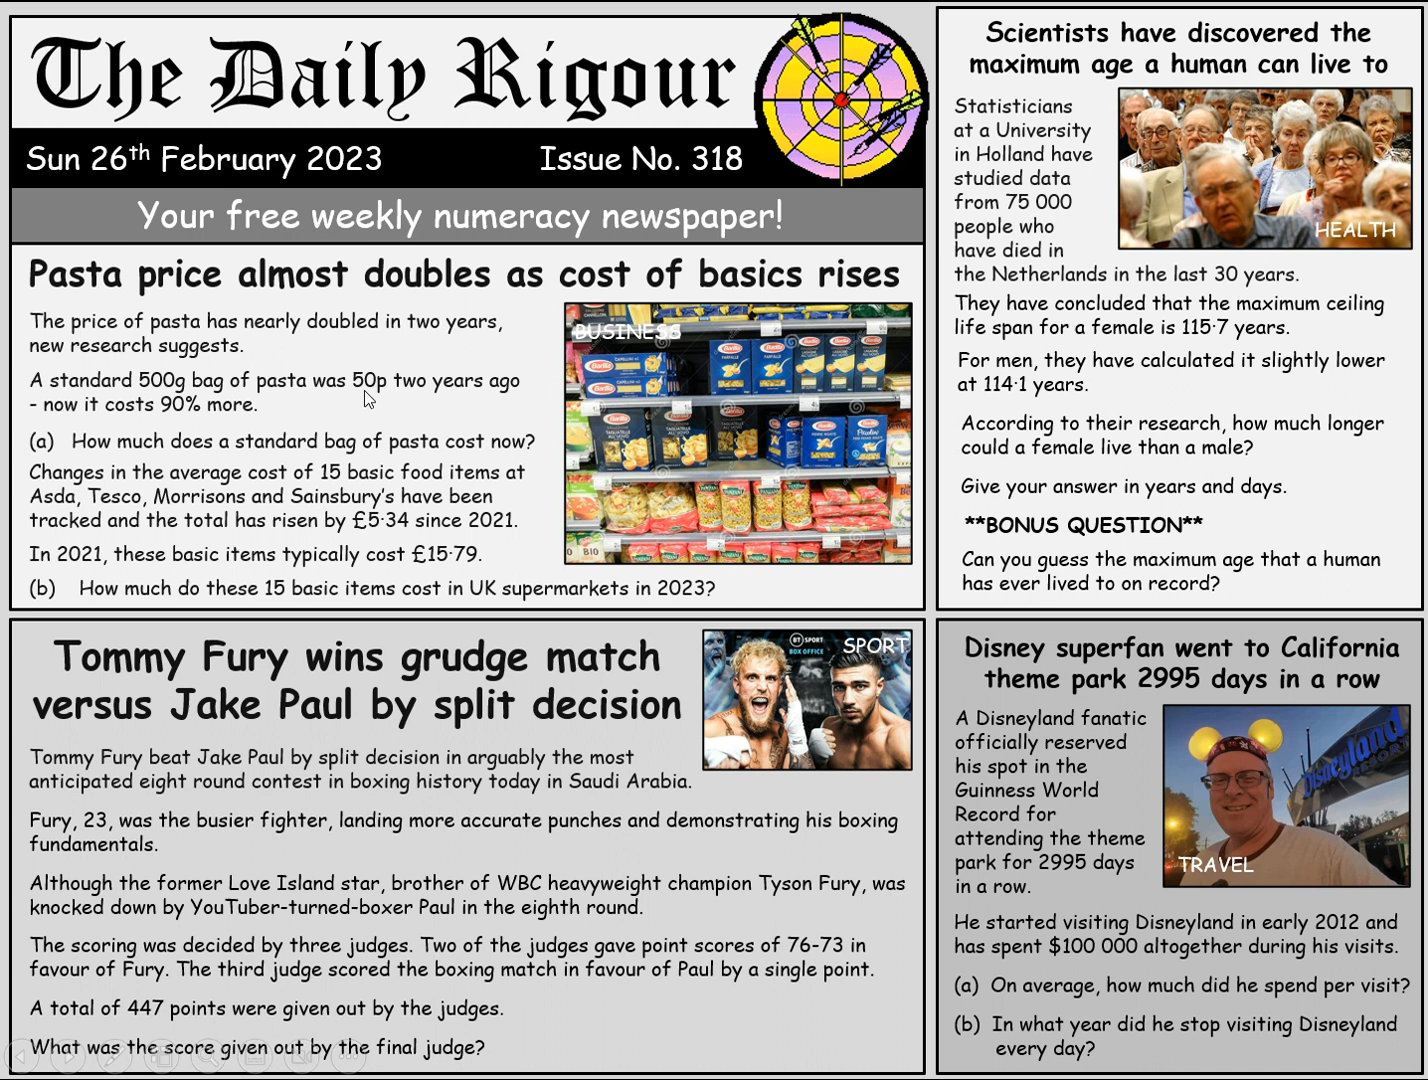 The Daily Rigour
Sun 26th February 2023 Issue No. 318
Your free weekly numeracy newspaper!
Pasta price almost doubles as cost of basics rises
The price of pasta has nearly doubled in two years,
new research suggests.
A standard 500g bag of pasta was 50p two years ago
- now it costs 90% more.
(a) How much does a standard bag of pasta cost now?
Changes in the average cost of 15 basic food items at
Asda, Tesco, Morrisons and Sainsbury's have been
tracked and the total has risen by £5·34 since 2021.
In 2021, these basic items typically cost £15·79.
(b) How much do these 15 basic items cost in UK supermarkets in 2023?
BUSINESS
Barilla
Scientists have discovered the
maximum age a human can live to
Statisticians
at a University
in Holland have
studied data
from 75 000
people who
have died in
the Netherlands in the last 30 years.
HEALTH
They have concluded that the maximum ceiling
life span for a female is 115·7 years.
For men, they have calculated it slightly lower
at 114·1 years.
According to their research, how much longer
could a female live than a male?
Give your answer in years and days.
**BONUS QUESTION**
Can you guess the maximum age that a human
has ever lived to on record?
Tommy Fury wins grudge match
versus Jake Paul by split decision
BT SPORT
BOX OFFICE
SPORT
Tommy Fury beat Jake Paul by split decision in arguably the most
anticipated eight round contest in boxing history today in Saudi Arabia.
Fury, 23, was the busier fighter, landing more accurate punches and demonstrating his boxing
fundamentals.
Although the former Love Island star, brother of WBC heavyweight champion Tyson Fury, was
knocked down by YouTuber-turned-boxer Paul in the eighth round.
The scoring was decided by three judges. Two of the judges gave point scores of 76-73 in
favour of Fury. The third judge scored the boxing match in favour of Paul by a single point.
A total of 447 points were given out by the judges.
What was the score given out by the final judge?
Disney superfan went to California
theme park 2995 days in a row
A Disneyland fanatic
officially reserved
his spot in the
Guinness World
Record for
attending the theme
park for 2995 days
in a row.
Disneyland
RESORT
TRAVEL
He started visiting Disneyland in early 2012 and
has spent $100 000 altogether during his visits.
(a) On average, how much did he spend per visit?
(b) In what year did he stop visiting Disneyland
every day?